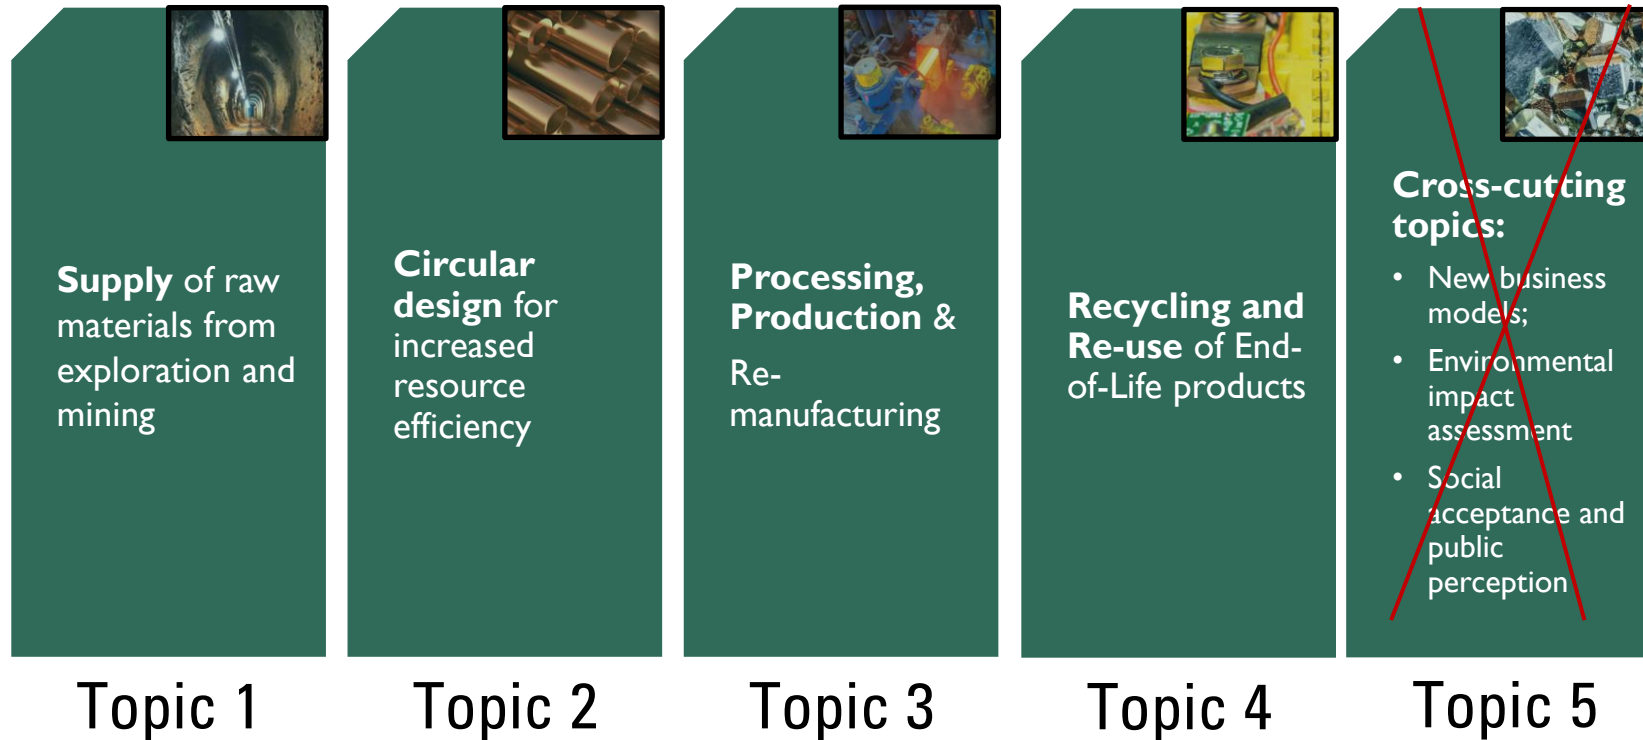 Supply of raw
materials from
exploration and
mining
Topic 1
Circular
design for
increased
resource
efficiency
Topic 2
Processing,
Production &
Re-
manufacturing
Topic 3
Recycling and
Re-use of End-
of-Life products
Topic 4
Cross-cutting
topics:
• New business
models;
• Environmental
impact
assessment
• Social
acceptance and
public
perception
Topic 5